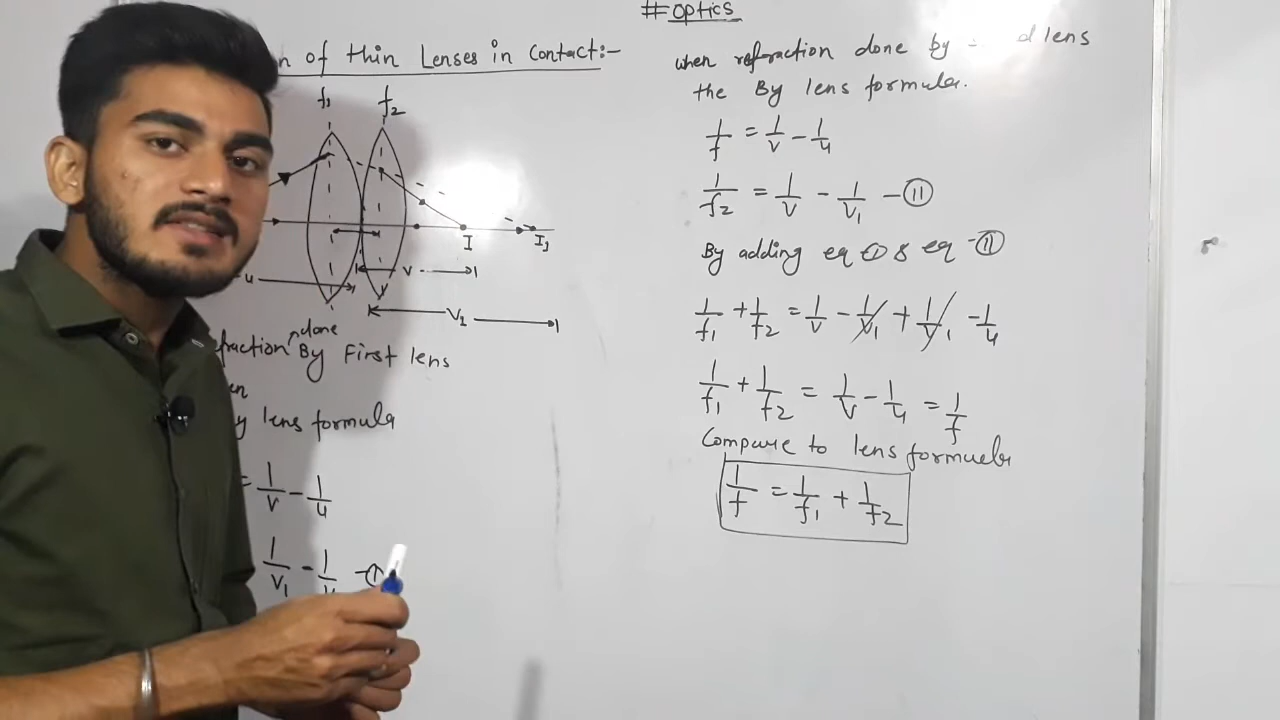 #optics
n of thin Lenses in Contact:-
f₁
f₂
I
I₁
u
v
V₁
fraction done By First lens
en
y lens formula
= 1/v - 1/u
1/v₁ - 1/u - (I)
when refraction done by d lens
the By lens formula.
1/f = 1/v - 1/u
1/f₂ = 1/v - 1/v₁ - (II)
By adding eq (I) & eq - (II)
1/f₁ + 1/f₂ = 1/v - 1/v₁ + 1/v₁ - 1/u
1/f₁ + 1/f₂ = 1/v - 1/u = 1/f
Compare to lens formuela
1/f = 1/f₁ + 1/f₂